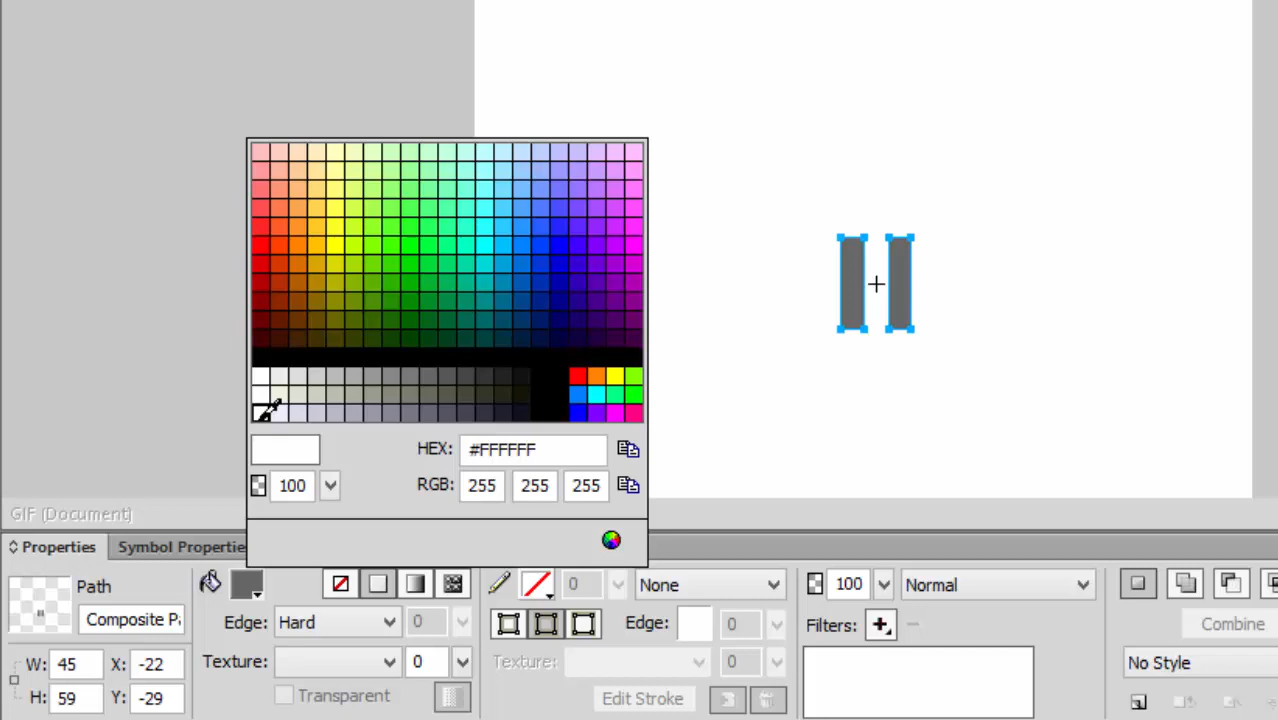 HEX: #FFFFFF
100 RGB: 255 255 255
GIF (Document)
Properties Symbol Propertie
Path
Composite P
W: 45 X: -22
H: 59 Y: -29
Edge: Hard 0
Texture: 0
Transparent
0 None
Edge: 0
Texture: 0
Edit Stroke
100 Normal
Filters:
Combine
No Style